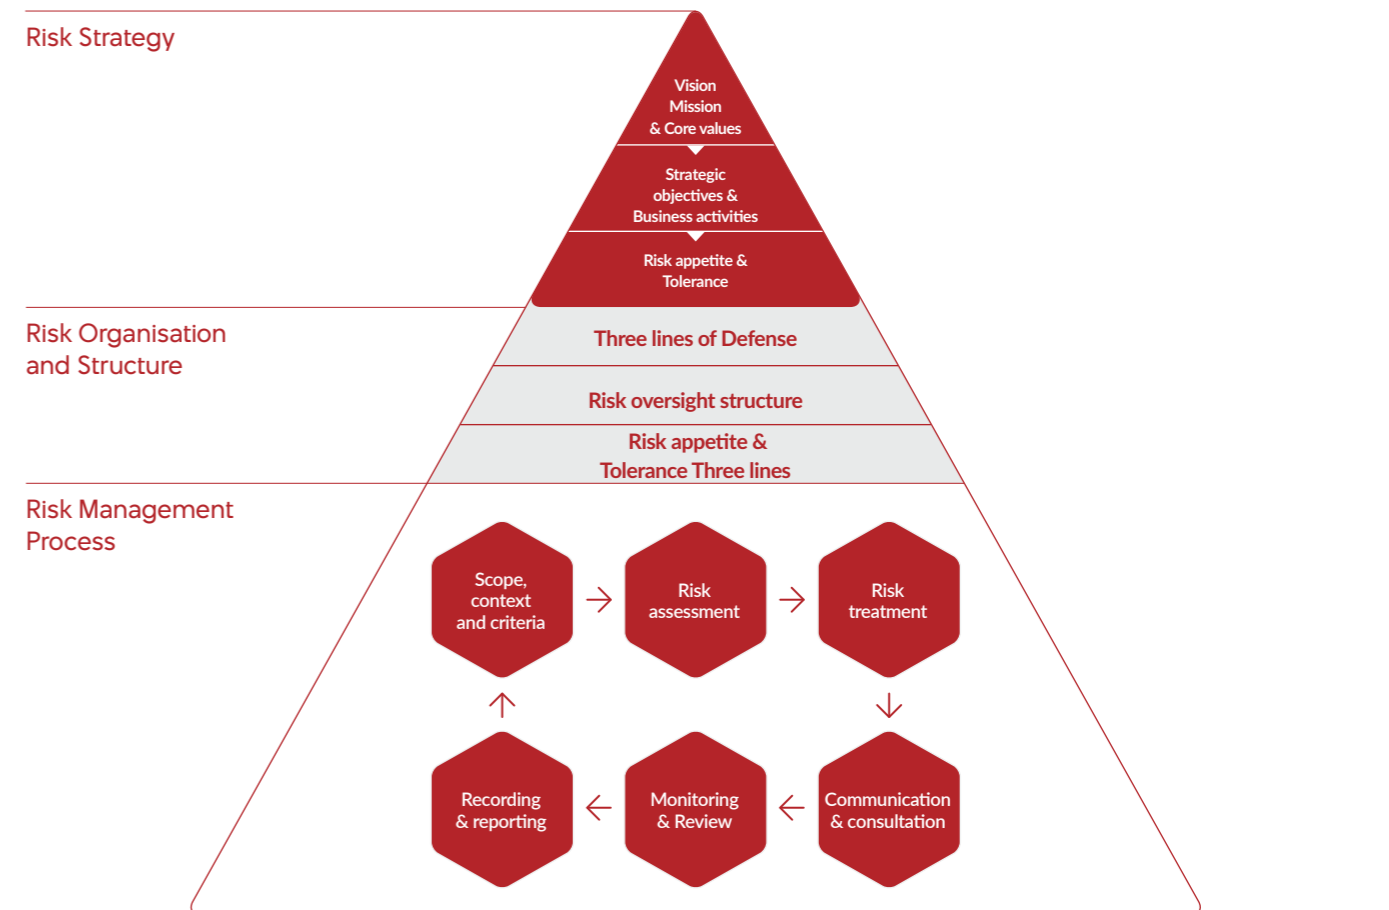 Risk Strategy
Vision
Mission
& Core values
Strategic
objectives &
Business activities
Risk appetite &
Tolerance
Risk Organisation
and Structure
Three lines of Defense
Risk oversight structure
Risk appetite &
Tolerance Three lines
Risk Management
Process
Scope,
context
and criteria
Risk
assessment
Risk
treatment
Recording
& reporting
Monitoring
& Review
Communication
& consultation